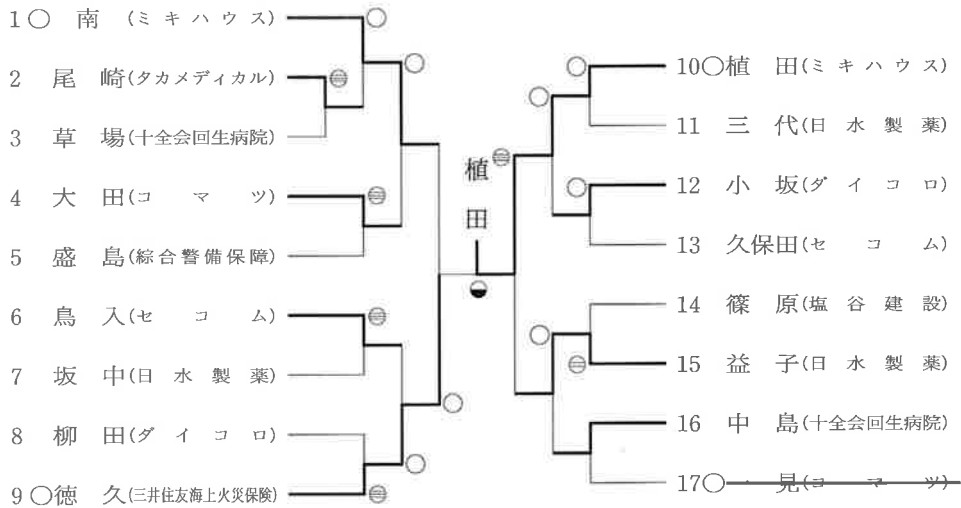 1○ 南 (ミキハウス)
2 尾崎(タカメディカル)
3 草場(十全会回生病院)
4 大田(コマツ)
5 盛島(綜合警備保障)
6 鳥入(セコム)
7 坂中(日水製薬)
8 柳田(ダイコロ)
9○徳久(三井住友海上火災保険)
植田
10○植田(ミキハウス)
11 三代(日水製薬)
12 小坂(ダイコロ)
13 久保田(セコム)
14 篠原(塩谷建設)
15 益子(日水製薬)
16 中島(十全会回生病院)
17○一見(コマツ)